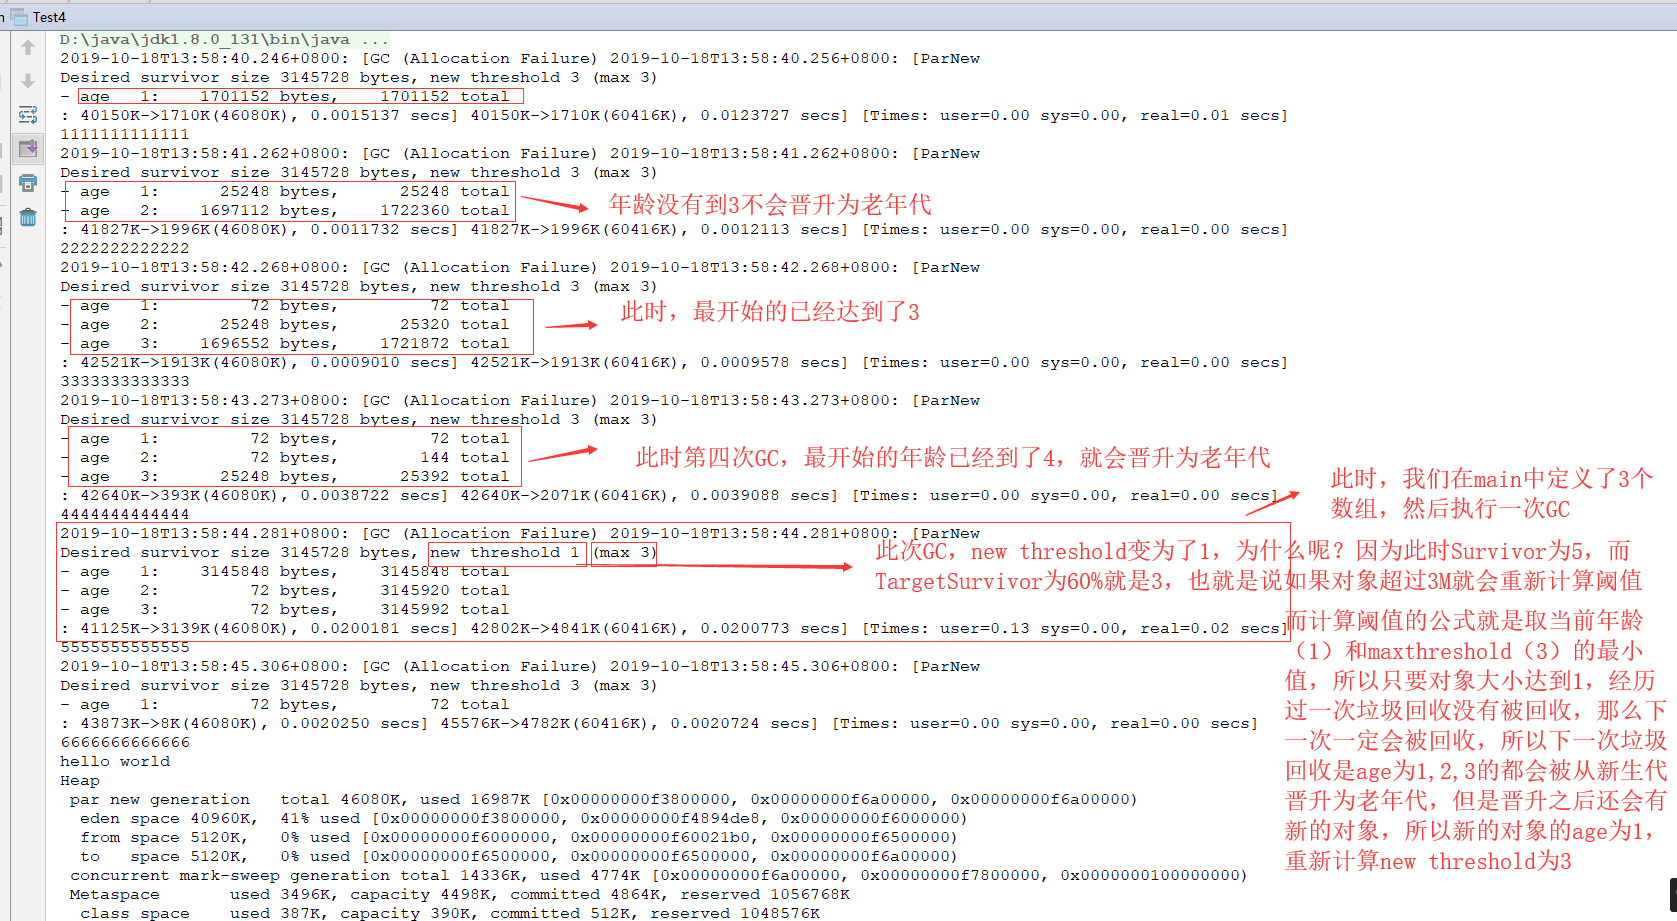 Test4
D:\java\jdk1.8.0_131\bin\java ...
2019-10-18T13:58:40.246+0800: [GC (Allocation Failure) 2019-10-18T13:58:40.256+0800: [ParNew
Desired survivor size 3145728 bytes, new threshold 3 (max 3)
- age   1:    1701152 bytes,    1701152 total
: 40150K->1710K(46080K), 0.0015137 secs] 40150K->1710K(60416K), 0.0123727 secs] [Times: user=0.00 sys=0.00, real=0.01 secs]
1111111111111
2019-10-18T13:58:41.262+0800: [GC (Allocation Failure) 2019-10-18T13:58:41.262+0800: [ParNew
Desired survivor size 3145728 bytes, new threshold 3 (max 3)
- age   1:      25248 bytes,      25248 total
- age   2:    1697112 bytes,    1722360 total
年龄没有到3不会晋升为老年代
: 41827K->1996K(46080K), 0.0011732 secs] 41827K->1996K(60416K), 0.0012113 secs] [Times: user=0.00 sys=0.00, real=0.00 secs]
2222222222222
2019-10-18T13:58:42.268+0800: [GC (Allocation Failure) 2019-10-18T13:58:42.268+0800: [ParNew
Desired survivor size 3145728 bytes, new threshold 3 (max 3)
- age   1:         72 bytes,         72 total
- age   2:      25248 bytes,      25320 total
- age   3:    1696552 bytes,    1721872 total
此时，最开始的已经达到了3
: 42521K->1913K(46080K), 0.0009010 secs] 42521K->1913K(60416K), 0.0009578 secs] [Times: user=0.00 sys=0.00, real=0.00 secs]
3333333333333
2019-10-18T13:58:43.273+0800: [GC (Allocation Failure) 2019-10-18T13:58:43.273+0800: [ParNew
Desired survivor size 3145728 bytes, new threshold 3 (max 3)
- age   1:         72 bytes,         72 total
- age   2:         72 bytes,        144 total
- age   3:      25248 bytes,      25392 total
此时第四次GC，最开始的年龄已经到了4，就会晋升为老年代
: 42640K->393K(46080K), 0.0038722 secs] 42640K->2071K(60416K), 0.0039088 secs] [Times: user=0.00 sys=0.00, real=0.00 secs]
4444444444444
此时，我们在main中定义了3个
数组，然后执行一次GC
2019-10-18T13:58:44.281+0800: [GC (Allocation Failure) 2019-10-18T13:58:44.281+0800: [ParNew
Desired survivor size 3145728 bytes, new threshold 1 (max 3)
- age   1:    3145848 bytes,    3145848 total
- age   2:         72 bytes,    3145920 total
- age   3:         72 bytes,    3145992 total
此次GC，new threshold变为了1，为什么呢？因为此时Survivor为5，而
TargetSurvivor为60%就是3，也就是说如果对象超过3M就会重新计算阈值
: 41125K->3139K(46080K), 0.0200181 secs] 42802K->4841K(60416K), 0.0200773 secs] [Times: user=0.13 sys=0.00, real=0.02 secs]
5555555555555
而计算阈值的公式就是取当前年龄
（1）和maxthreshold（3）的最小
值，所以只要对象大小达到1，经历
过一次垃圾回收没有被回收，那么下
一次一定会被回收，所以下一次垃圾
回收是age为1,2,3的都会被从新生代
晋升为老年代，但是晋升之后还会有
新的对象，所以新的对象的age为1，
重新计算new threshold为3
2019-10-18T13:58:45.306+0800: [GC (Allocation Failure) 2019-10-18T13:58:45.306+0800: [ParNew
Desired survivor size 3145728 bytes, new threshold 3 (max 3)
- age   1:         72 bytes,         72 total
: 43873K->8K(46080K), 0.0020250 secs] 45576K->4782K(60416K), 0.0020724 secs] [Times: user=0.00 sys=0.00, real=0.00 secs]
6666666666666
hello world
Heap
par new generation   total 46080K, used 16987K [0x00000000f3800000, 0x00000000f6a00000, 0x00000000f6a00000)
eden space 40960K,  41% used [0x00000000f3800000, 0x00000000f4894de8, 0x00000000f6000000)
from space 5120K,   0% used [0x00000000f6000000, 0x00000000f60021b0, 0x00000000f6500000)
to   space 5120K,   0% used [0x00000000f6500000, 0x00000000f6500000, 0x00000000f6a00000)
concurrent mark-sweep generation total 14336K, used 4774K [0x00000000f6a00000, 0x00000000f7800000, 0x0000000100000000)
Metaspace       used 3496K, capacity 4498K, committed 4864K, reserved 1056768K
class space    used 387K, capacity 390K, committed 512K, reserved 1048576K